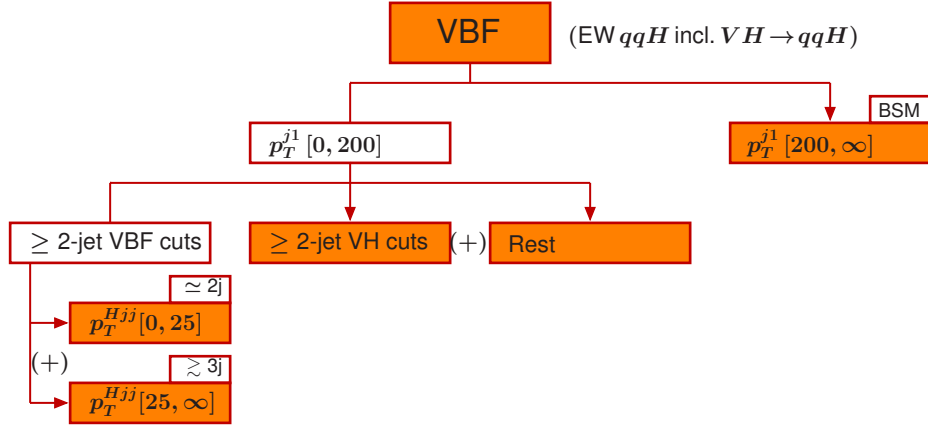 VBF (EW qqH incl. VH → qqH)
BSM
p_T^{j1} [0, 200] p_T^{j1} [200, ∞]
≥ 2-jet VBF cuts ≥ 2-jet VH cuts (+) Rest
≃ 2j
p_T^{Hjj} [0, 25]
(+)
≳ 3j
p_T^{Hjj} [25, ∞]